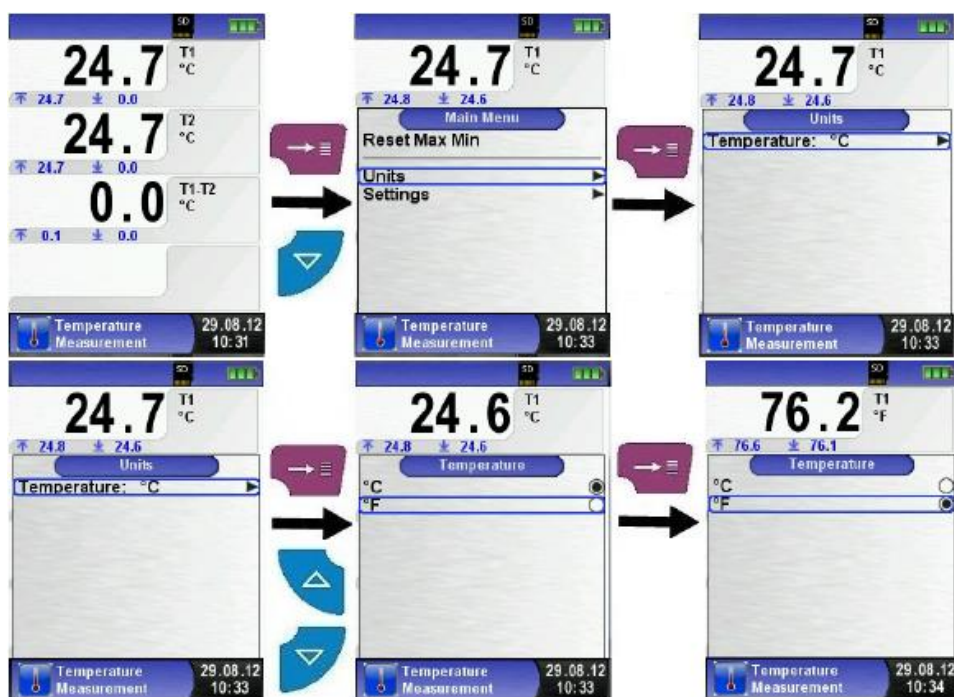 SD
24.7 T1 °C
24.7 0.0
24.7 T2 °C
24.7 0.0
0.0 T1-T2 °C
0.1 0.0
Temperature Measurement 29.08.12 10:31
SD
24.7 T1 °C
24.8 24.6
Main Menu
Reset Max Min
Units
Settings
Temperature Measurement 29.08.12 10:33
SD
24.7 T1 °C
24.8 24.6
Units
Temperature: °C
Temperature Measurement 29.08.12 10:33
SD
24.7 T1 °C
24.8 24.6
Units
Temperature: °C
Temperature Measurement 29.08.12 10:33
SD
24.6 T1 °C
24.8 24.6
Temperature
°C
°F
Temperature Measurement 29.08.12 10:33
SD
76.2 T1 °F
76.6 76.1
Temperature
°C
°F
Temperature Measurement 29.08.12 10:34